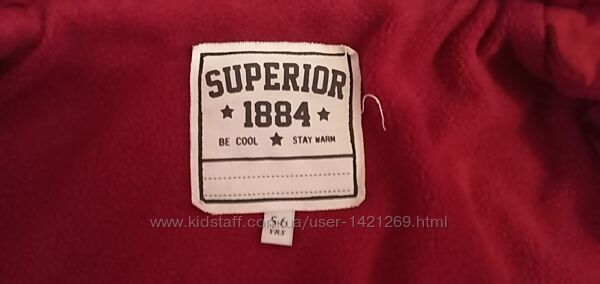 SUPERIOR
★ 1884 ★
BE COOL ★ STAY WARM
5-6
YRS
www.kidstaff.com.ua/user-1421269.html